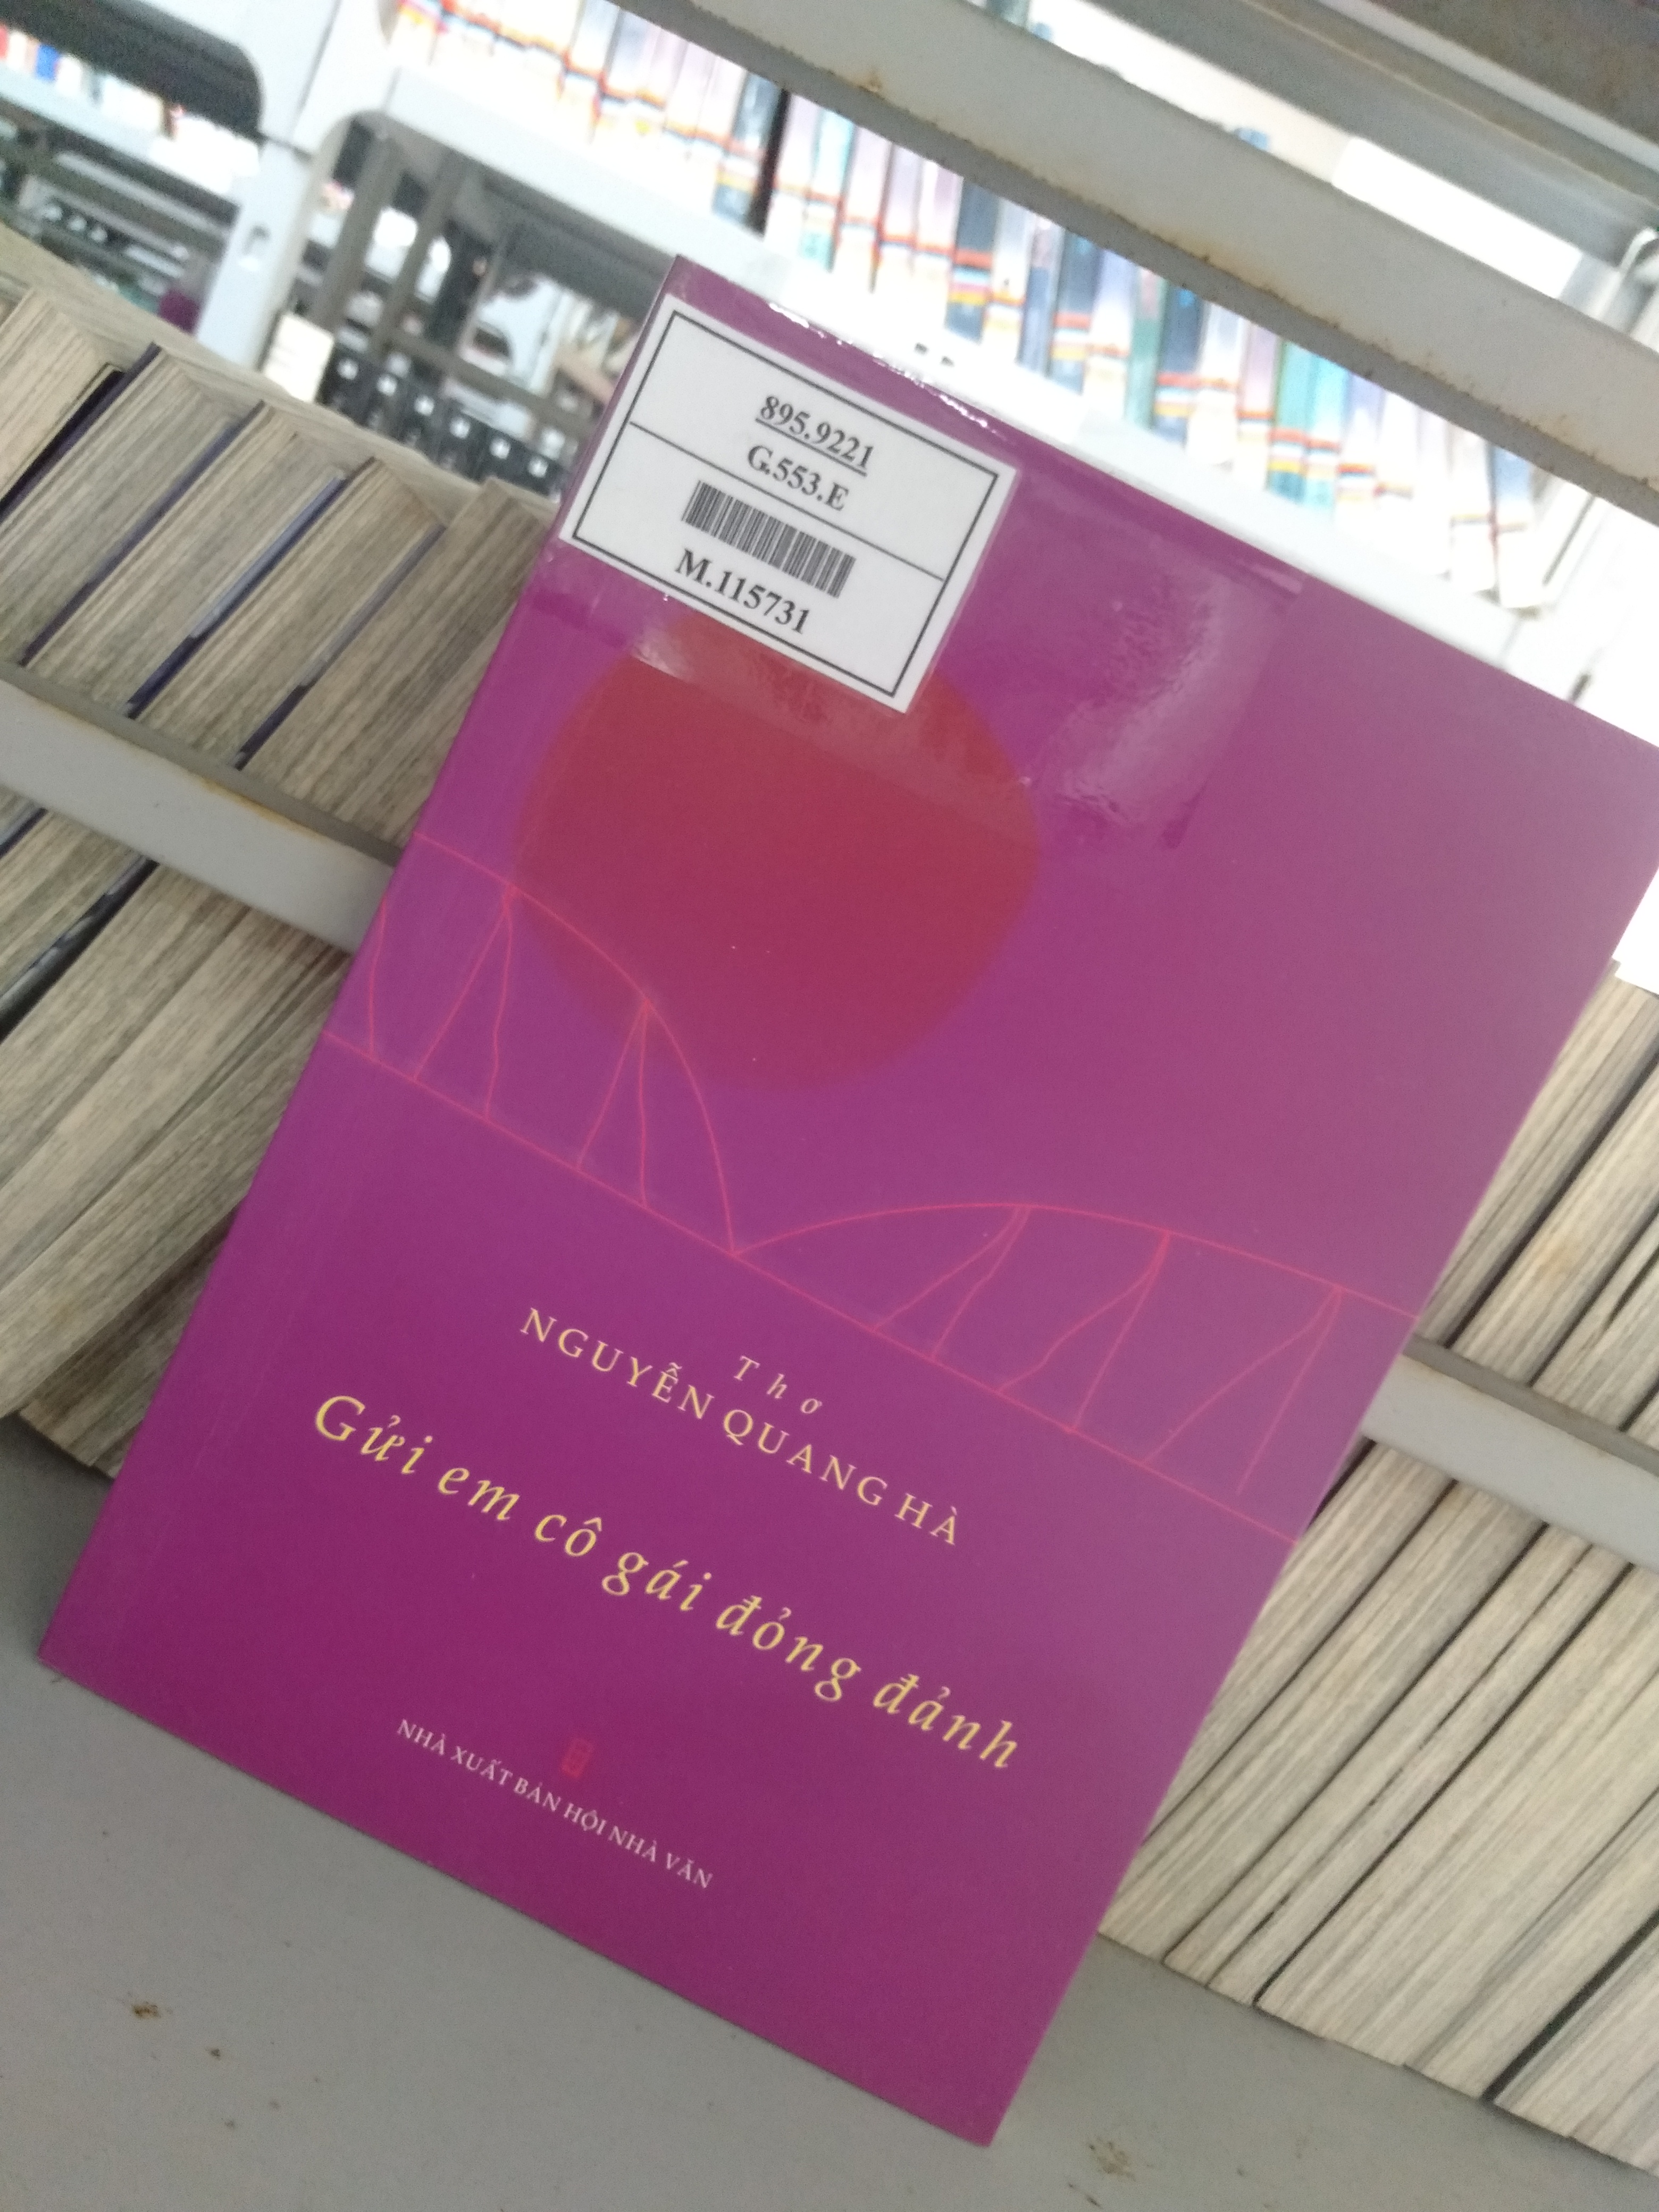 895.9221
G.553.E
M.115731
Thơ
NGUYỄN QUANG HÀ
Gửi em cô gái đỏng đảnh
NHÀ XUẤT BẢN HỘI NHÀ VĂN